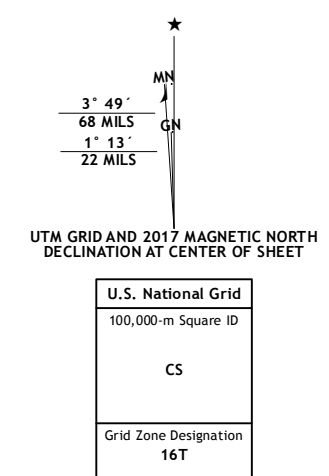 ★
MN
3° 49´
68 MILS
GN
1° 13´
22 MILS
UTM GRID AND 2017 MAGNETIC NORTH
DECLINATION AT CENTER OF SHEET
U.S. National Grid
100,000-m Square ID
CS
Grid Zone Designation
16T